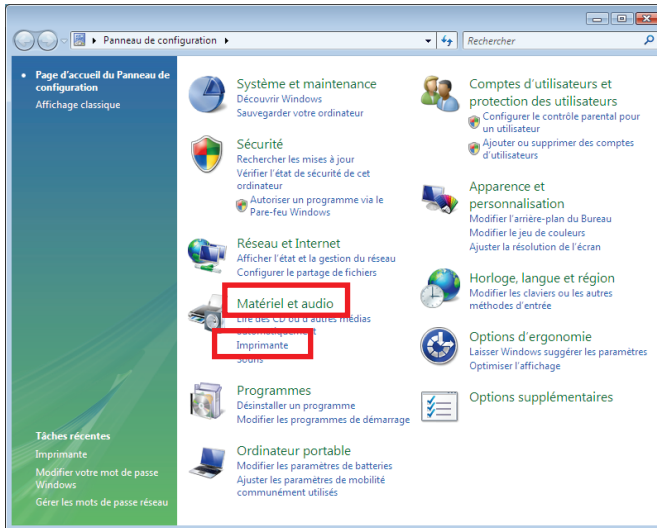 Panneau de configuration
Rechercher
Page d'accueil du Panneau de
configuration
Affichage classique
Système et maintenance
Découvrir Windows
Sauvegarder votre ordinateur
Sécurité
Rechercher les mises à jour
Vérifier l'état de sécurité de cet
ordinateur
Autoriser un programme via le
Pare-feu Windows
Réseau et Internet
Afficher l'état et la gestion du réseau
Configurer le partage de fichiers
Matériel et audio
Lire des CD ou d'autres médias
automatiquement
Imprimante
Souris
Programmes
Désinstaller un programme
Modifier les programmes de démarrage
Ordinateur portable
Modifier les paramètres de batteries
Ajuster les paramètres de mobilité
communément utilisés
Comptes d'utilisateurs et
protection des utilisateurs
Configurer le contrôle parental pour
un utilisateur
Ajouter ou supprimer des comptes
d'utilisateurs
Apparence et
personnalisation
Modifier l'arrière-plan du Bureau
Modifier le jeu de couleurs
Ajuster la résolution de l'écran
Horloge, langue et région
Modifier les claviers ou les autres
méthodes d'entrée
Options d'ergonomie
Laisser Windows suggérer les paramètres
Optimiser l'affichage
Options supplémentaires
Tâches récentes
Imprimante
Modifier votre mot de passe
Windows
Gérer les mots de passe réseau